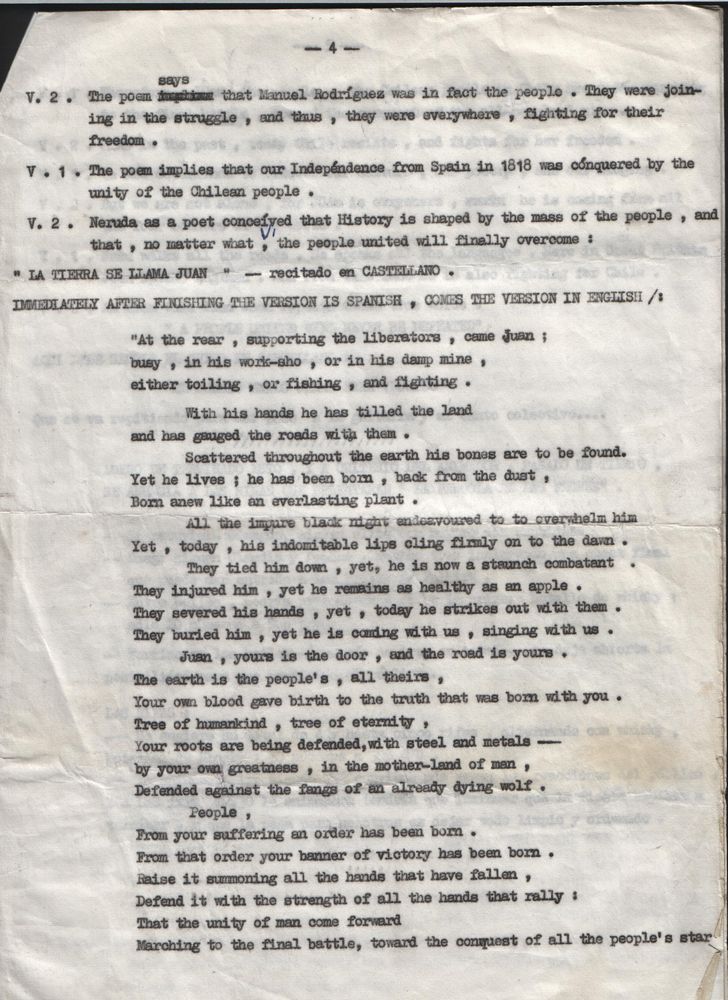 — 4 —
says
V. 2 . The poem implies that Manuel Rodríguez was in fact the people . They were join-
ing in the struggle , and thus , they were everywhere , fighting for their
freedom .
V . 1 . The poem implies that our Indepéndence from Spain in 1818 was cónquered by the
unity of the Chilean people .
V. 2 . Neruda as a poet conceived that History is shaped by the mass of the people , and
that , no matter what , the people united will finally overcome :
" LA TIERRA SE LLAMA JUAN " — recitado en CASTELLANO .
IMMEDIATELY AFTER FINISHING THE VERSION IS SPANISH , COMES THE VERSION IN ENGLISH /:
"At the rear , supporting the liberators , came Juan ;
busy , in his work-sho , or in his damp mine ,
either toiling , or fishing , and fighting .
With his hands he has tilled the land
and has gauged the roads with them .
Scattered throughout the earth his bones are to be found.
Yet he lives ; he has been born , back from the dust ,
Born anew like an everlasting plant .
All the impure black night endeavoured to to overwhelm him
Yet , today , his indomitable lips cling firmly on to the dawn .
They tied him down , yet, he is now a staunch combatant .
They injured him , yet he remains as healthy as an apple .
They severed his hands , yet , today he strikes out with them .
They buried him , yet he is coming with us , singing with us .
Juan , yours is the door , and the road is yours .
The earth is the people's , all theirs ,
Your own blood gave birth to the truth that was born with you .
Tree of humankind , tree of eternity ,
Your roots are being defended,with steel and metals —
by your own greatness , in the mother-land of man ,
Defended against the fangs of an already dying wolf .
People ,
From your suffering an order has been born .
From that order your banner of victory has been born .
Raise it summoning all the hands that have fallen ,
Defend it with the strength of all the hands that rally :
That the unity of man come forward
Marching to the final battle, toward the conquest of all the people's star